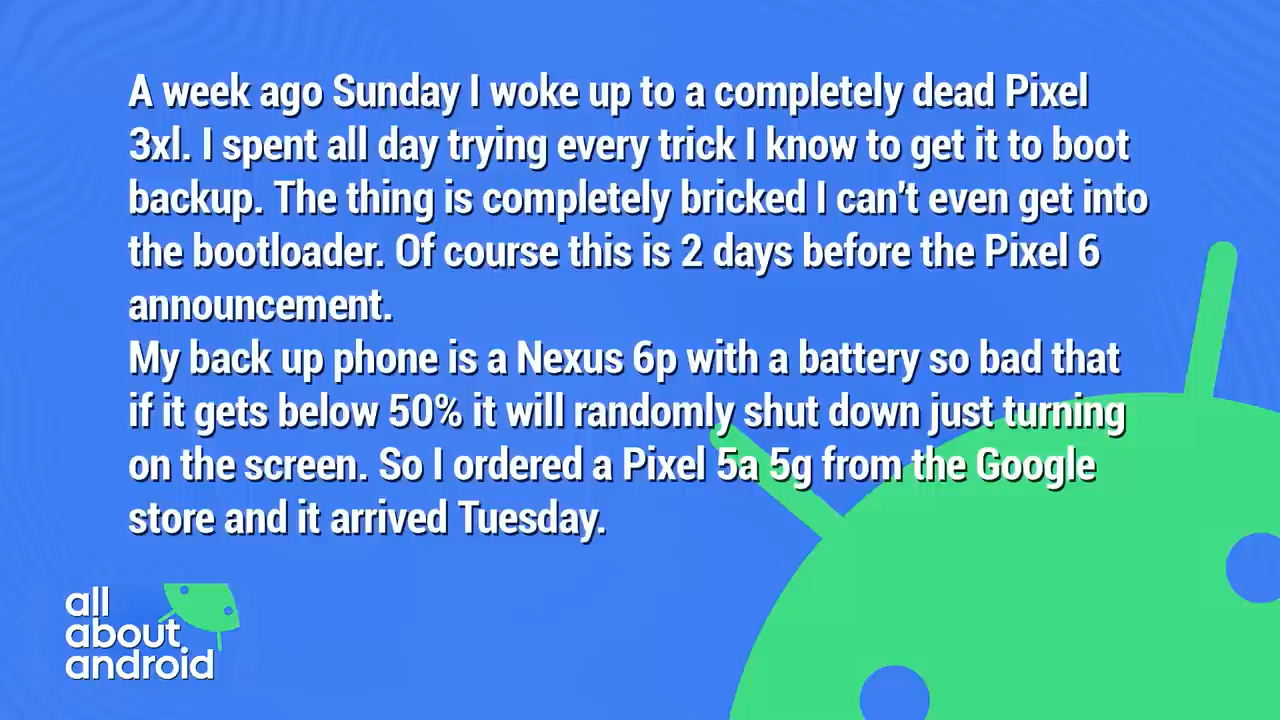 A week ago Sunday I woke up to a completely dead Pixel
3xl. I spent all day trying every trick I know to get it to boot
backup. The thing is completely bricked I can't even get into
the bootloader. Of course this is 2 days before the Pixel 6
announcement.
My back up phone is a Nexus 6p with a battery so bad that
if it gets below 50% it will randomly shut down just turning
on the screen. So I ordered a Pixel 5a 5g from the Google
store and it arrived Tuesday.
all
about
android